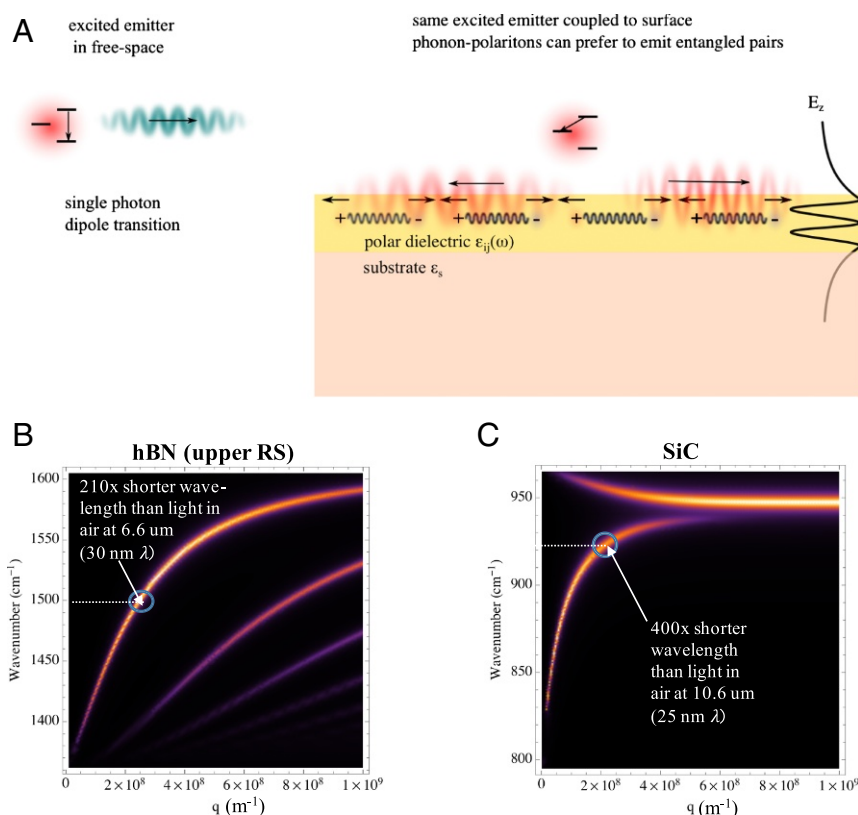 A
excited emitter
in free-space
same excited emitter coupled to surface
phonon-polaritons can prefer to emit entangled pairs
E_z
single photon
dipole transition
+ - + - + - + -
polar dielectric ε_ij(ω)
substrate ε_s
B
hBN (upper RS)
210x shorter wave-
length than light in
air at 6.6 um
(30 nm λ)
Wavenumber (cm⁻¹)
1600
1550
1500
1450
1400
0 2×10⁸ 4×10⁸ 6×10⁸ 8×10⁸ 1×10⁹
q (m⁻¹)
C
SiC
Wavenumber (cm⁻¹)
950
900
850
800
400x shorter
wavelength
than light in
air at 10.6 um
(25 nm λ)
0 2×10⁸ 4×10⁸ 6×10⁸ 8×10⁸ 1×10⁹
q (m⁻¹)